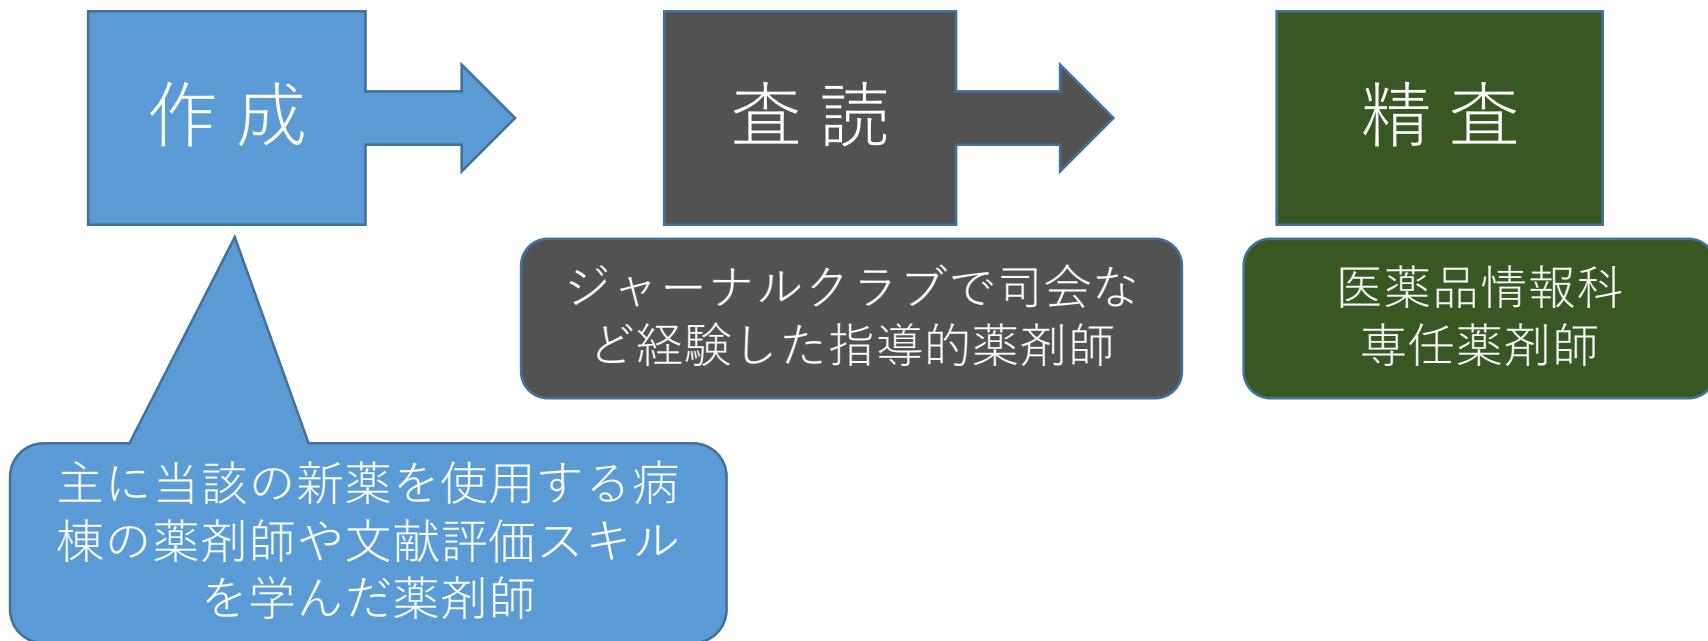 作 成
査 読
精 査
ジャーナルクラブで司会な
ど経験した指導的薬剤師
医薬品情報科
専任薬剤師
主に当該の新薬を使用する病
棟の薬剤師や文献評価スキル
を学んだ薬剤師